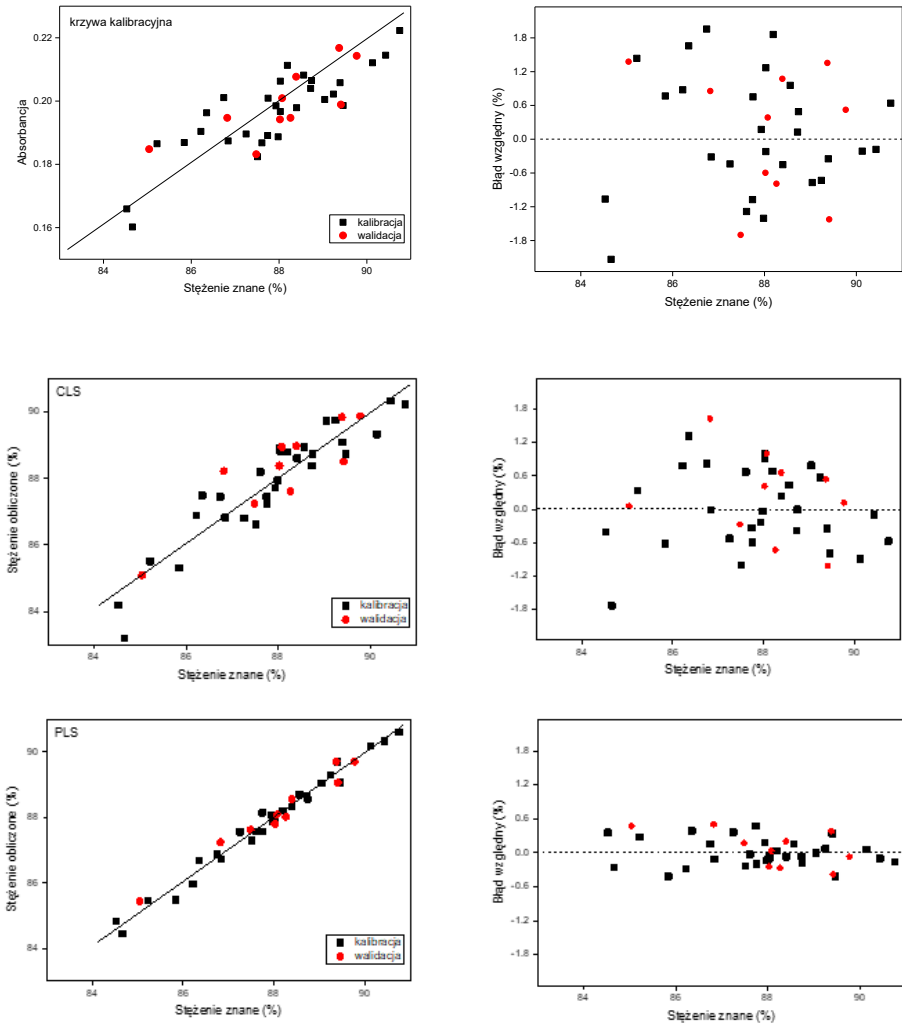 krzywa kalibracyjna
0.22
0.20
0.18
0.16
Absorbancja
kalibracja
walidacja
84
86
88
90
Stężenie znane (%)
1.8
1.2
0.6
0.0
-0.6
-1.2
-1.8
Błąd względny (%)
84
86
88
90
Stężenie znane (%)
CLS
90
88
86
84
Stężenie obliczone (%)
kalibracja
walidacja
84
86
88
90
Stężenie znane (%)
1.8
1.2
0.6
0.0
-0.6
-1.2
-1.8
Błąd względny (%)
84
86
88
90
Stężenie znane (%)
PLS
90
88
86
84
Stężenie obliczone (%)
kalibracja
walidacja
84
86
88
90
Stężenie znane (%)
1.8
1.2
0.6
0.0
-0.6
-1.2
-1.8
Błąd względny (%)
84
86
88
90
Stężenie znane (%)